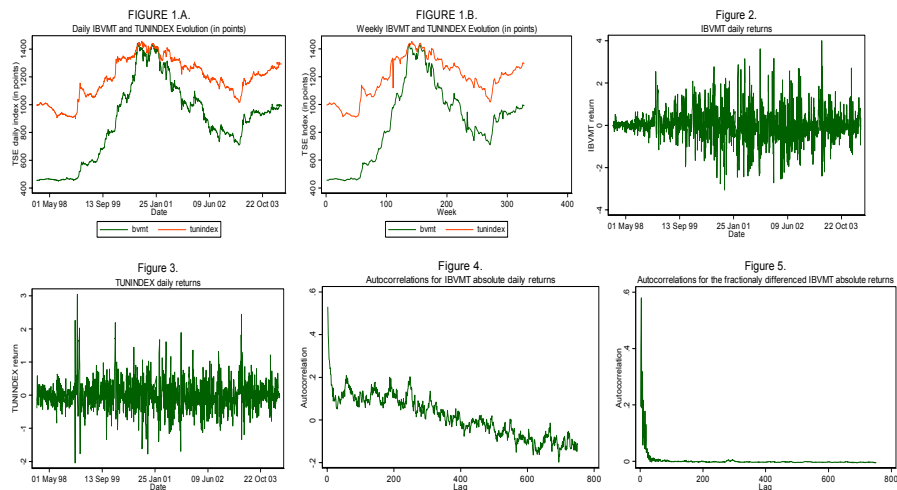 FIGURE 1.A.
Daily IBVMT and TUNINDEX Evolution (in points)
TSE daily index (in points)
400 600 800 1000 1200 1400
01 May 98 13 Sep 99 25 Jan 01 09 Jun 02 22 Oct 03
Date
bvmt tunindex
FIGURE 1.B.
Weekly IBVMT and TUNINDEX Evolution (in points)
TSE index (in points)
400 600 800 1000 1200 1400
0 100 200 300 400
Week
bvmt tunindex
Figure 2.
IBVMT daily returns
IBVMT return
-4 -2 0 2 4
01 May 98 13 Sep 99 25 Jan 01 09 Jun 02 22 Oct 03
Date
Figure 3.
TUNINDEX daily returns
TUNINDEX return
-2 -1 0 1 2 3
01 May 98 13 Sep 99 25 Jan 01 09 Jun 02 22 Oct 03
Date
Figure 4.
Autocorrelations for IBVMT absolute daily returns
Autocorrelation
-.2 0 .2 .4 .6
0 200 400 600 800
Lag
Figure 5.
Autocorrelations for the fractionaly differenced IBVMT absolute returns
Autocorrelation
0 .2 .4 .6
0 200 400 600 800
Lag